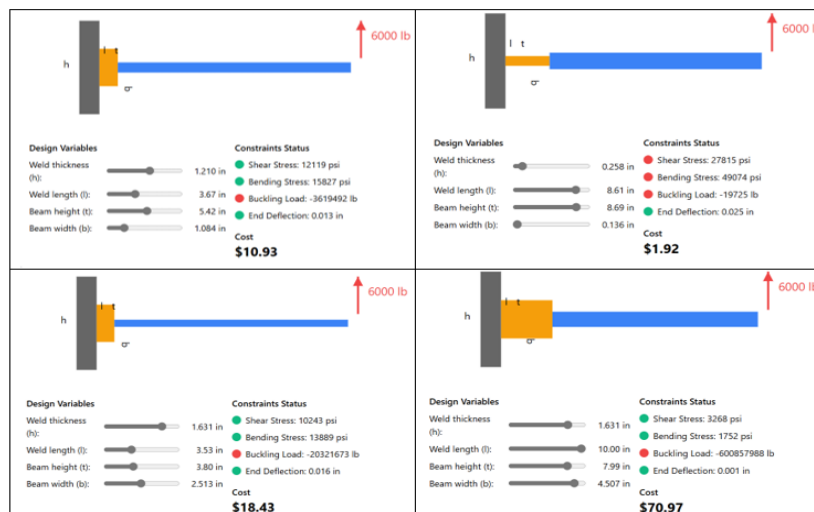 6000 lb
l t
h
b
Design Variables
Weld thickness
(h):
1.210 in
Weld length (l):
3.67 in
Beam height (t):
5.42 in
Beam width (b):
1.084 in
Constraints Status
Shear Stress: 12119 psi
Bending Stress: 15827 psi
Buckling Load: -3619492 lb
End Deflection: 0.013 in
Cost
$10.93
6000 l
l t
h
b
Design Variables
Weld thickness
(h):
0.258 in
Weld length (l):
8.61 in
Beam height (t):
8.69 in
Beam width (b):
0.136 in
Constraints Status
Shear Stress: 27815 psi
Bending Stress: 49074 psi
Buckling Load: -19725 lb
End Deflection: 0.025 in
Cost
$1.92
6000 lb
l t
h
b
Design Variables
Weld thickness
(h):
1.631 in
Weld length (l):
3.53 in
Beam height (t):
3.80 in
Beam width (b):
2.513 in
Constraints Status
Shear Stress: 10243 psi
Bending Stress: 13889 psi
Buckling Load: -20321673 lb
End Deflection: 0.016 in
Cost
$18.43
6000 l
l t
h
b
Design Variables
Weld thickness
(h):
1.631 in
Weld length (l):
10.00 in
Beam height (t):
7.99 in
Beam width (b):
4.507 in
Constraints Status
Shear Stress: 3268 psi
Bending Stress: 1752 psi
Buckling Load: -600857988 lb
End Deflection: 0.001 in
Cost
$70.97